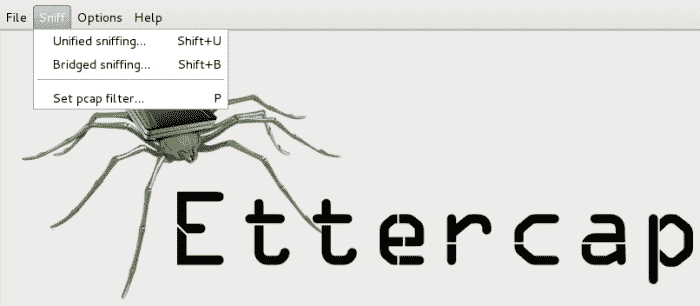 File Sniff Options Help
Unified sniffing... Shift+U
Bridged sniffing... Shift+B
Set pcap filter... P
Ettercap